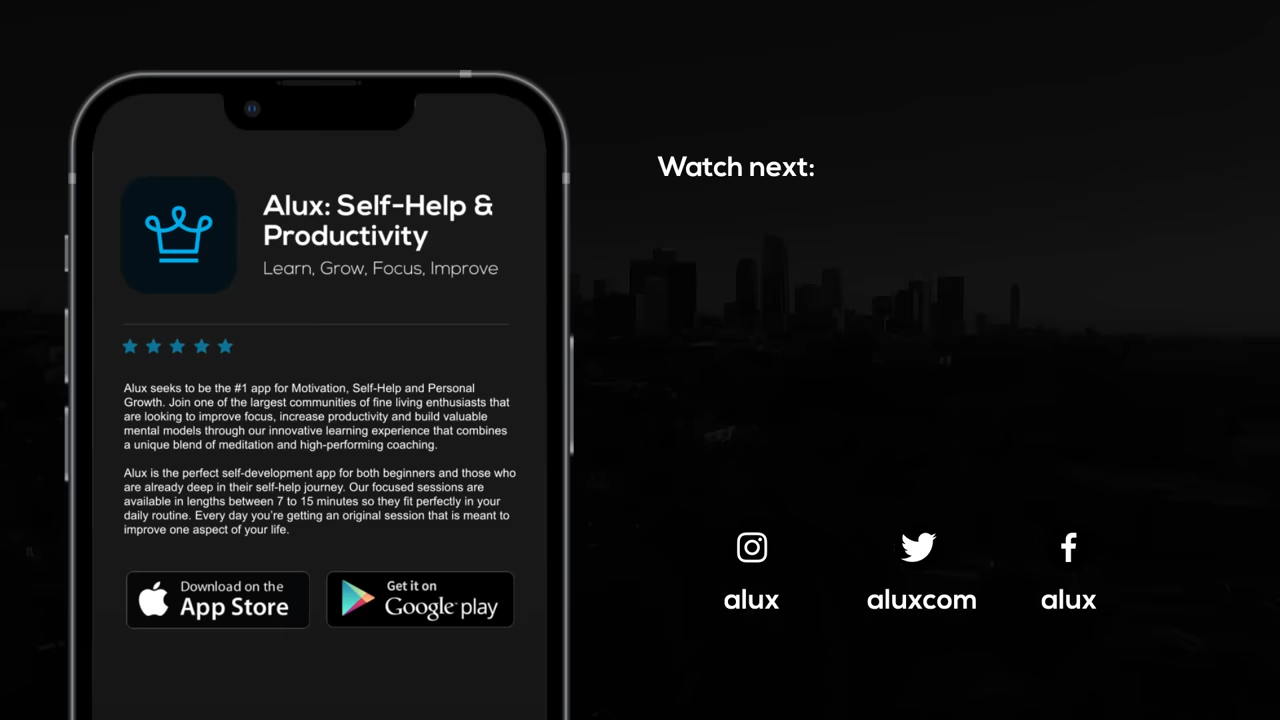 Alux: Self-Help &
Productivity
Learn, Grow, Focus, Improve
Alux seeks to be the #1 app for Motivation, Self-Help and Personal
Growth. Join one of the largest communities of fine living enthusiasts that
are looking to improve focus, increase productivity and build valuable
mental models through our innovative learning experience that combines
a unique blend of meditation and high-performing coaching.
Alux is the perfect self-development app for both beginners and those who
are already deep in their self-help journey. Our focused sessions are
available in lengths between 7 to 15 minutes so they fit perfectly in your
daily routine. Every day you're getting an original session that is meant to
improve one aspect of your life.
Download on the
App Store
Get it on
Google play
Watch next:
alux
aluxcom
alux